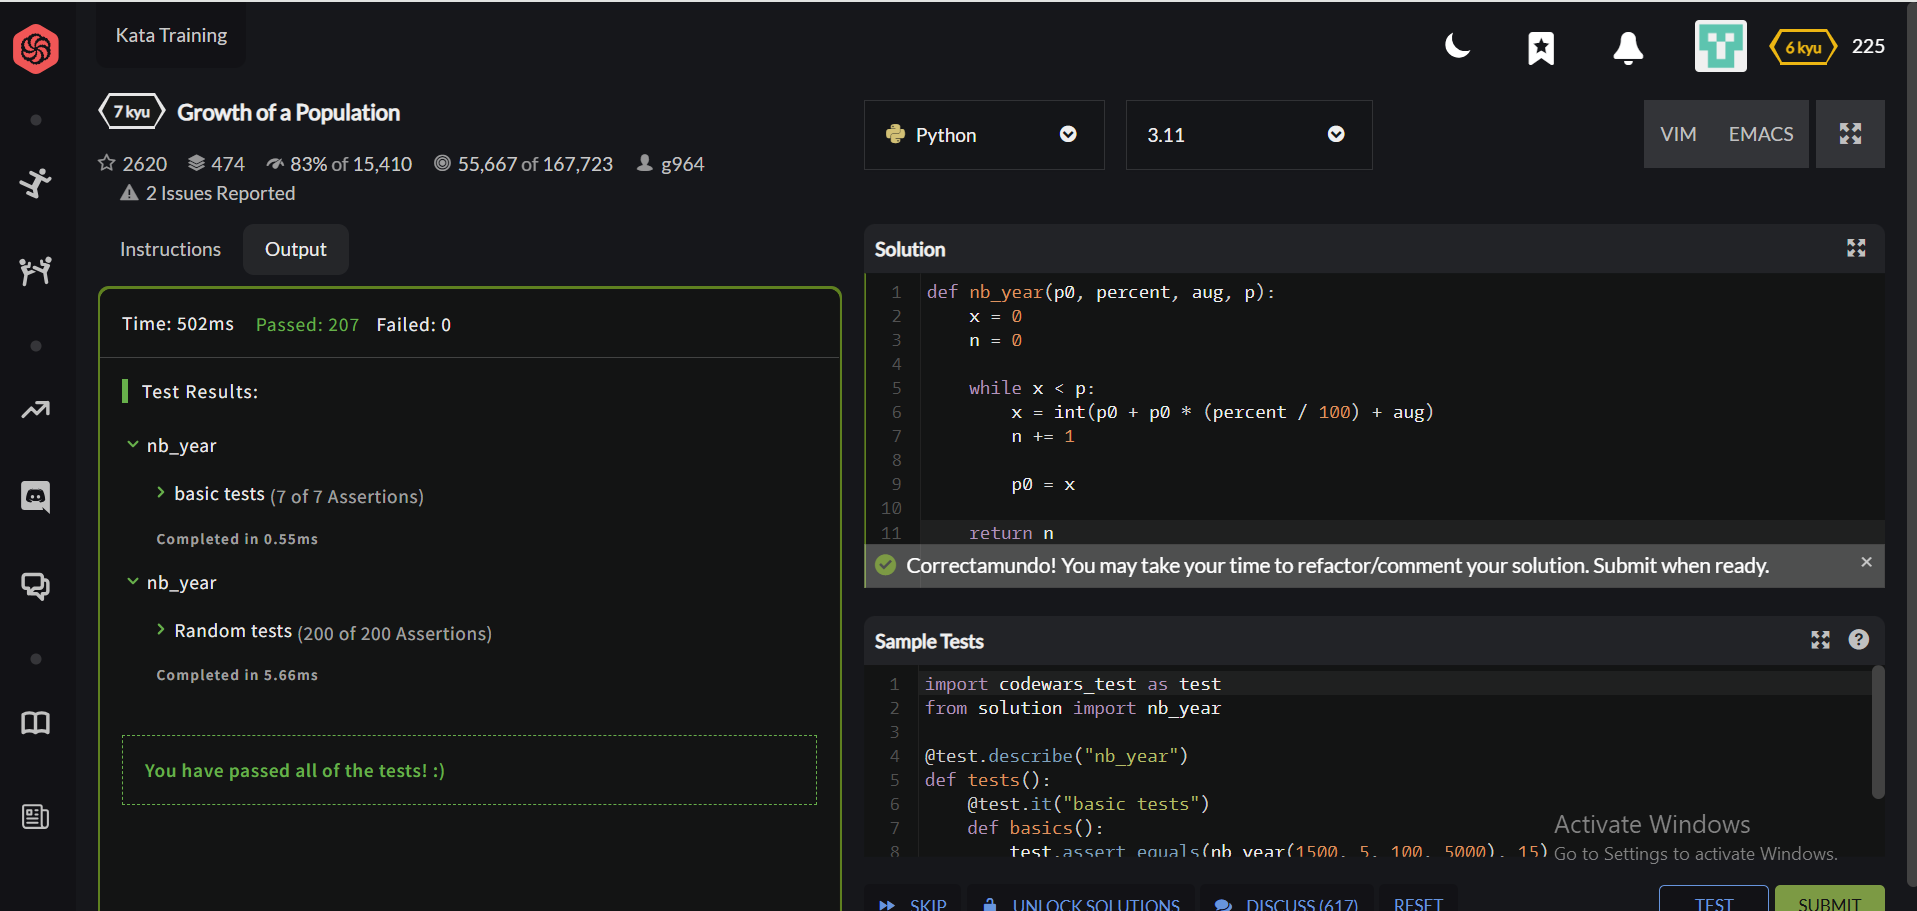 Kata Training
6 kyu 225
7 kyu Growth of a Population
2620 474 83% of 15,410 55,667 of 167,723 g964
2 Issues Reported
Python 3.11
VIM EMACS
Instructions Output
Time: 502ms Passed: 207 Failed: 0
Test Results:
nb_year
basic tests (7 of 7 Assertions)
Completed in 0.55ms
nb_year
Random tests (200 of 200 Assertions)
Completed in 5.66ms
You have passed all of the tests! :)
Solution
1 def nb_year(p0, percent, aug, p):
2     x = 0
3     n = 0
4
5     while x < p:
6         x = int(p0 + p0 * (percent / 100) + aug)
7         n += 1
8
9         p0 = x
10
11     return n
Correctamundo! You may take your time to refactor/comment your solution. Submit when ready. ×
Sample Tests ?
1 import codewars_test as test
2 from solution import nb_year
3
4 @test.describe("nb_year")
5 def tests():
6     @test.it("basic tests")
7     def basics():
8         test.assert_equals(nb_year(1500, 5, 100, 5000), 15)
Activate Windows
Go to Settings to activate Windows.
SKIP UNLOCK SOLUTIONS DISCUSS (617) RESET TEST SUBMIT